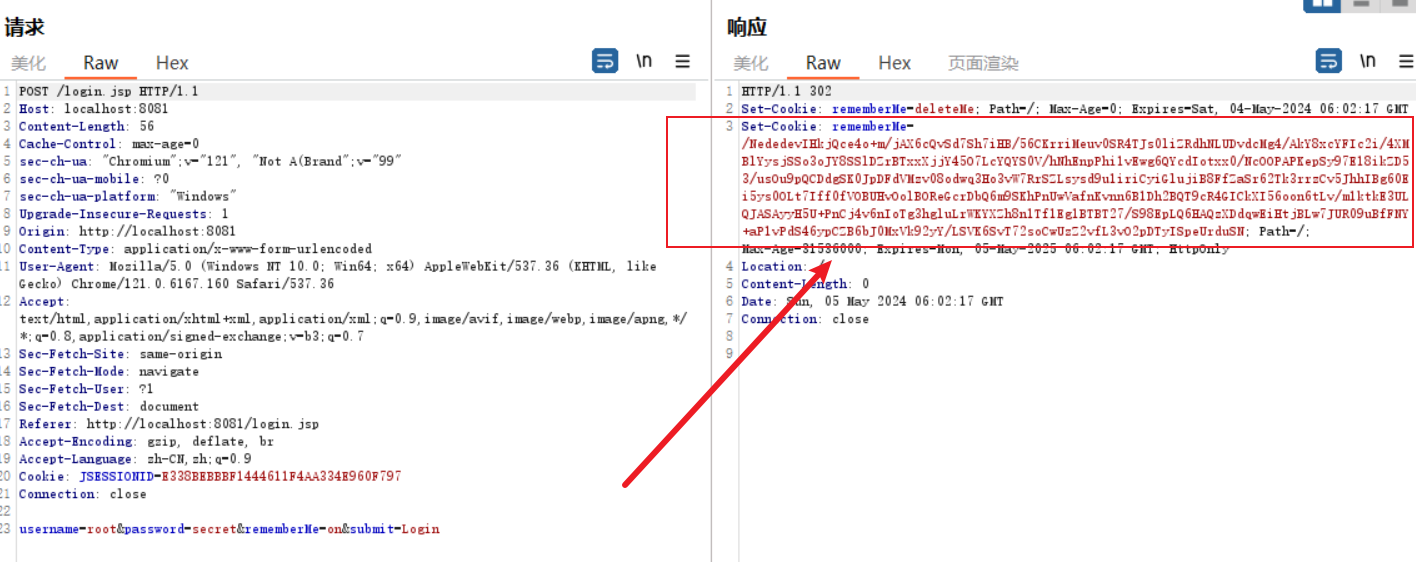 请求
美化 Raw Hex \n
1 POST /login.jsp HTTP/1.1
2 Host: localhost:8081
3 Content-Length: 56
4 Cache-Control: max-age=0
5 sec-ch-ua: "Chromium";v="121", "Not A(Brand";v="99"
6 sec-ch-ua-mobile: ?0
7 sec-ch-ua-platform: "Windows"
8 Upgrade-Insecure-Requests: 1
9 Origin: http://localhost:8081
10 Content-Type: application/x-www-form-urlencoded
11 User-Agent: Mozilla/5.0 (Windows NT 10.0; Win64; x64) AppleWebKit/537.36 (KHTML, like
Gecko) Chrome/121.0.6167.160 Safari/537.36
12 Accept:
text/html,application/xhtml+xml,application/xml;q=0.9,image/avif,image/webp,image/apng,*/
*;q=0.8,application/signed-exchange;v=b3;q=0.7
13 Sec-Fetch-Site: same-origin
14 Sec-Fetch-Mode: navigate
15 Sec-Fetch-User: ?1
16 Sec-Fetch-Dest: document
17 Referer: http://localhost:8081/login.jsp
18 Accept-Encoding: gzip, deflate, br
19 Accept-Language: zh-CN,zh;q=0.9
20 Cookie: JSESSIONID=E338BEBBBF1444611F4AA334E960F797
21 Connection: close
22
23 username=root&password=secret&rememberMe=on&submit=Login
响应
美化 Raw Hex 页面渲染 \n
1 HTTP/1.1 302
2 Set-Cookie: rememberMe=deleteMe; Path=/; Max-Age=0; Expires=Sat, 04-May-2024 06:02:17 GMT
3 Set-Cookie: rememberMe=
Path=/;
Max-Age=31536000; Expires=Mon, 05-May-2025 06:02:17 GMT; HttpOnly
4 Location: /
5 Content-Length: 0
6 Date: Sun, 05 May 2024 06:02:17 GMT
7 Connection: close
8
9